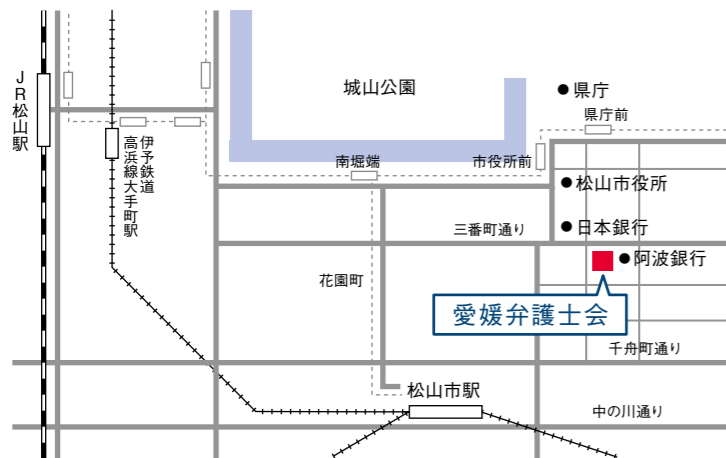 城山公園
県庁
県庁前
JR松山駅
伊予鉄道
高浜線大手町駅
南堀端
市役所前
松山市役所
三番町通り
日本銀行
阿波銀行
花園町
愛媛弁護士会
千舟町通り
松山市駅
中の川通り